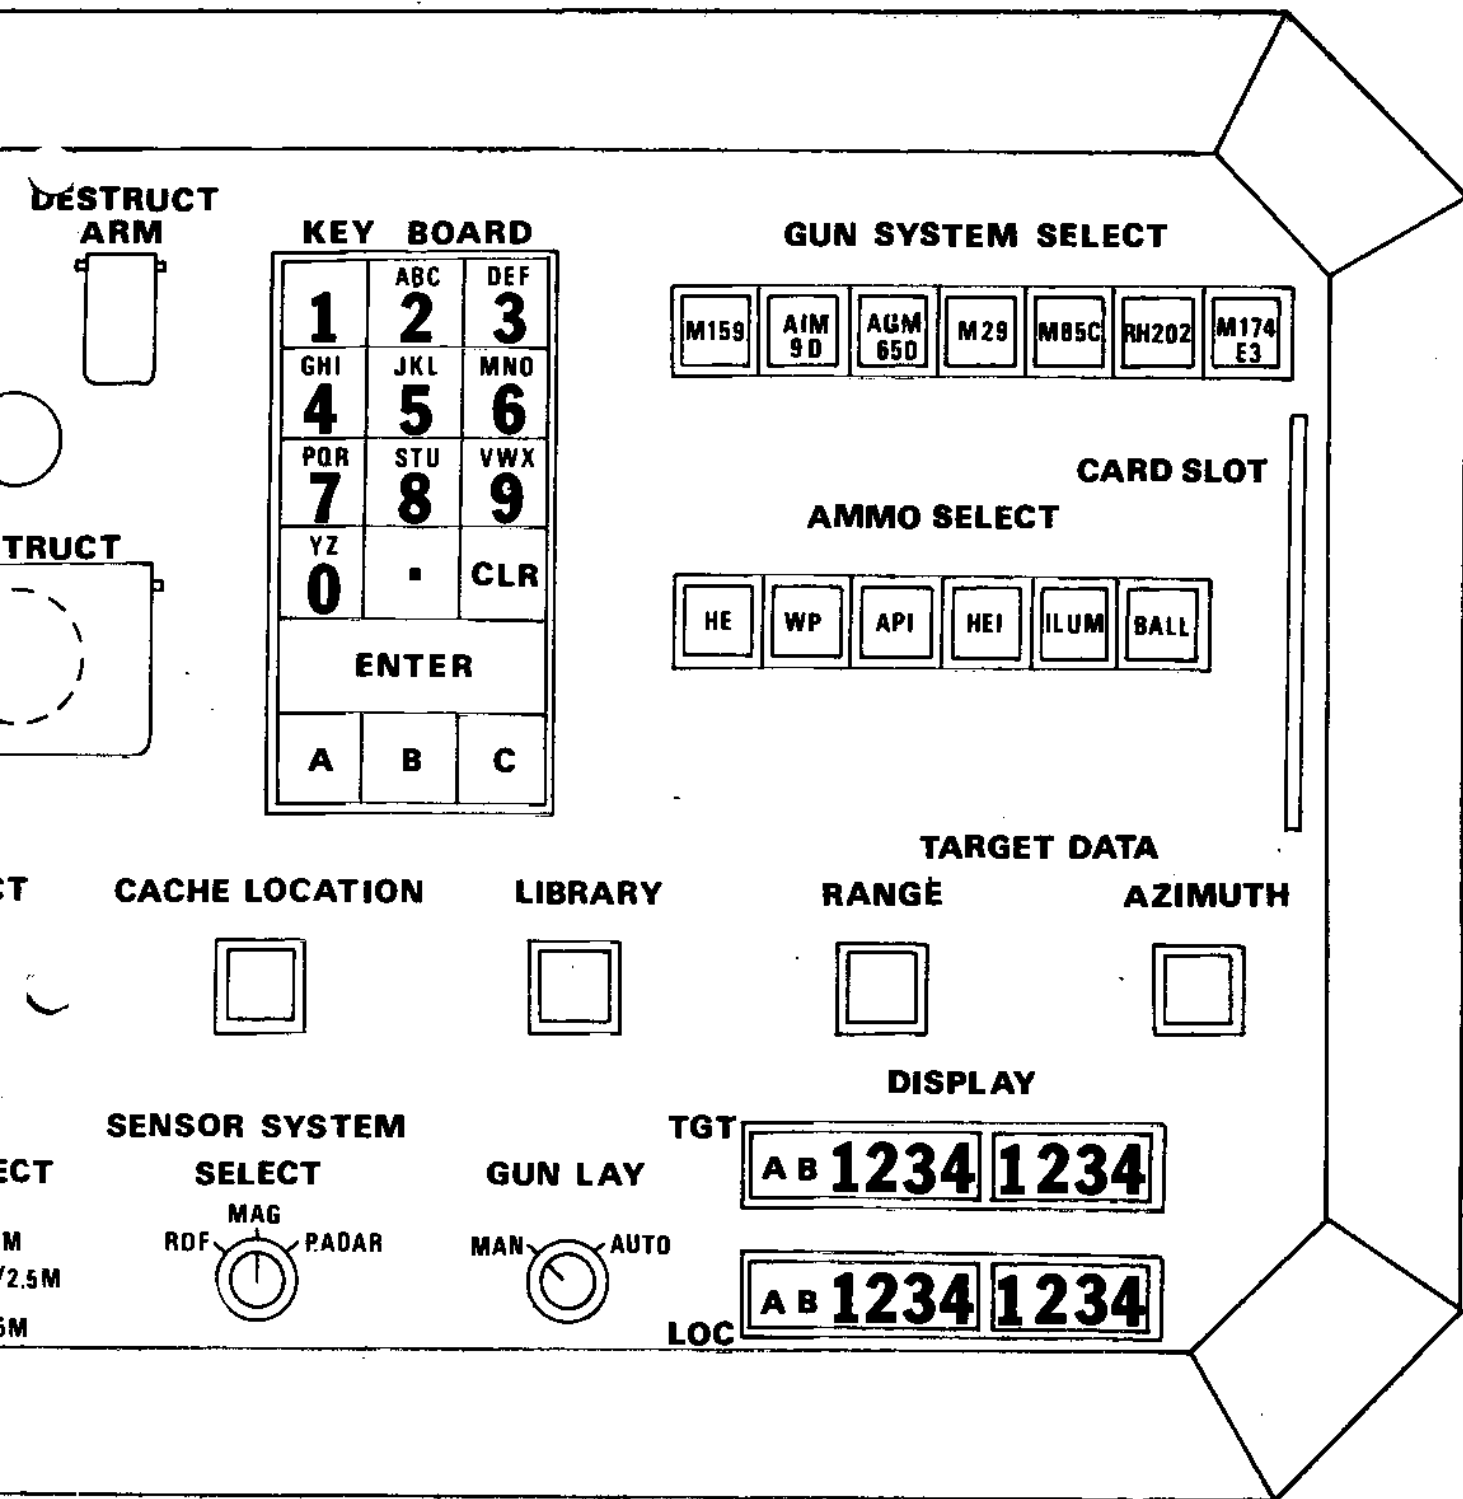 DESTRUCT
ARM
KEY BOARD
GUN SYSTEM SELECT
1
ABC
2
DEF
3
GHI
4
JKL
5
MNO
6
PQR
7
STU
8
VWX
9
YZ
0
.
CLR
ENTER
A B C
M159
AIM
9D
AGM
65D
M29
M85C
RH202
M174
E3
CARD SLOT
AMMO SELECT
HE
WP
API
HEI
ILUM
BALL
TRUCT
TARGET DATA
CT
CACHE LOCATION
LIBRARY
RANGE
AZIMUTH
DISPLAY
ECT
M
/2.5M
5M
SENSOR SYSTEM
SELECT
MAG
RDF
RADAR
GUN LAY
MAN
AUTO
TGT
A B 1234 1234
LOC
A B 1234 1234